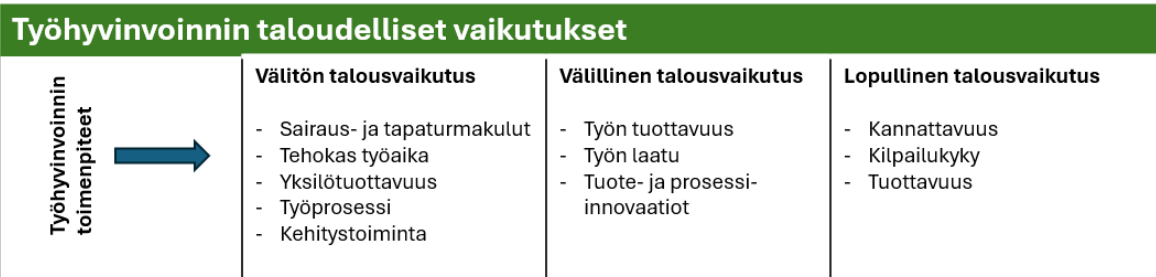 Työhyvinvoinnin taloudelliset vaikutukset
Työhyvinvoinnin
toimenpiteet
Välitön talousvaikutus
- Sairaus- ja tapaturmakulut
- Tehokas työaika
- Yksilötuottavuus
- Työprosessi
- Kehitystoiminta
Välillinen talousvaikutus
- Työn tuottavuus
- Työn laatu
- Tuote- ja prosessi-
innovaatiot
Lopullinen talousvaikutus
- Kannattavuus
- Kilpailukyky
- Tuottavuus